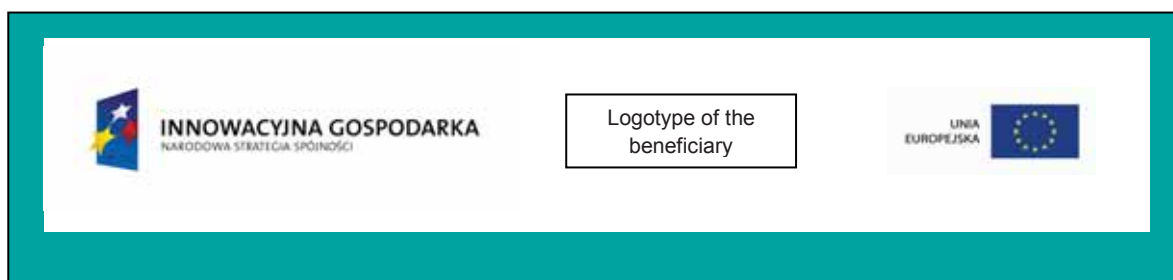 INNOWACYJNA GOSPODARKA
NARODOWA STRATEGIA SPÓJNOŚCI
Logotype of the
beneficiary
UNIA
EUROPEJSKA